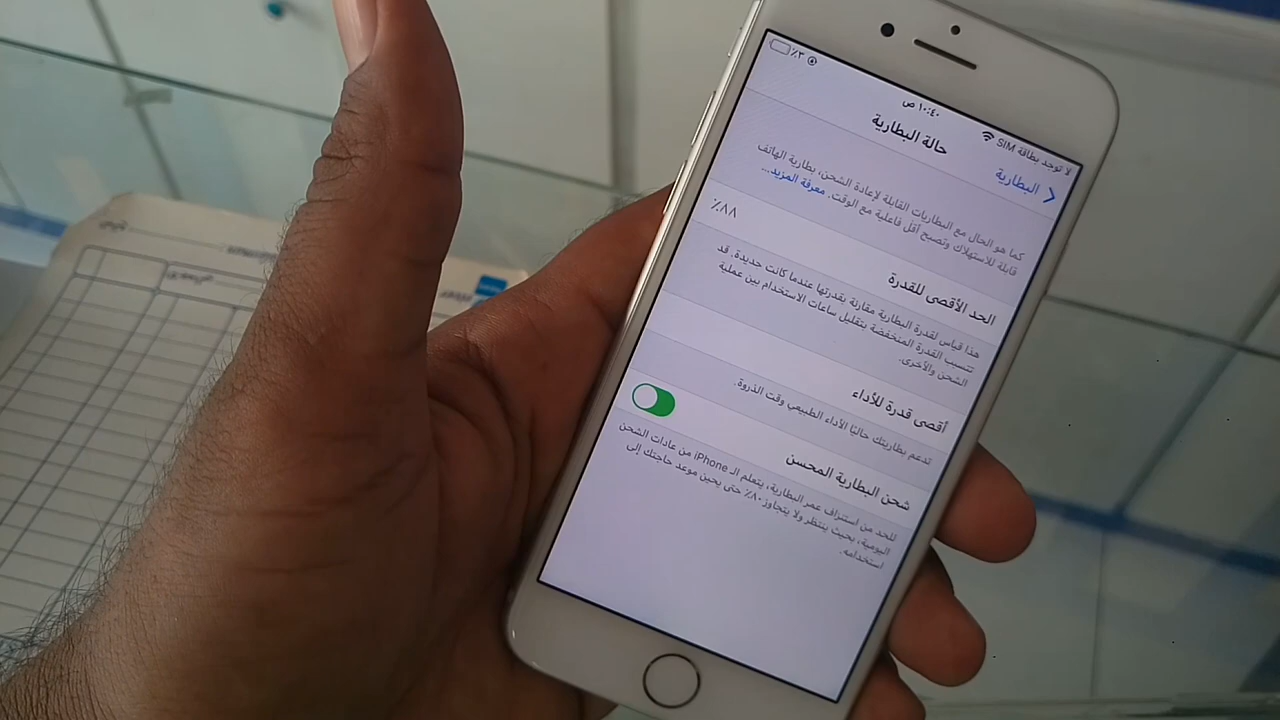 لا توجد بطاقة SIM
١٠:٤٠ ص
٣٪
البطارية
حالة البطارية
كما هو الحال مع البطاريات القابلة لإعادة الشحن، بطارية الهاتف
قابلة للاستهلاك وتصبح أقل فاعلية مع الوقت. معرفة المزيد...
الحد الأقصى للقدرة ٨٨٪
هذا قياس لقدرة البطارية مقارنة بقدرتها عندما كانت جديدة. قد
تتسبب القدرة المنخفضة بتقليل ساعات الاستخدام بين عملية
الشحن والأخرى.
أقصى قدرة للأداء
تدعم بطاريتك حاليًا الأداء الطبيعي وقت الذروة.
شحن البطارية المحسن
للحد من استنزاف عمر البطارية، يتعلم الـ iPhone من عادات الشحن
اليومية، بحيث ينتظر ولا يتجاوز ٨٠٪ حتى يحين موعد حاجتك إلى
استخدامه.